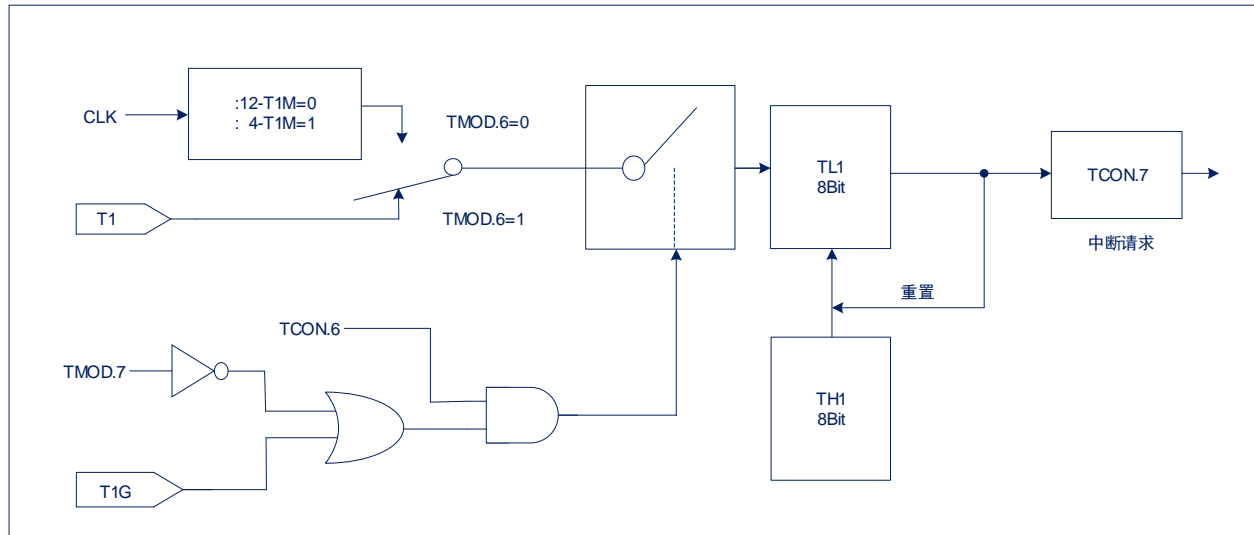 :12-T1M=0
: 4-T1M=1
CLK
TMOD.6=0
T1
TMOD.6=1
TL1
8Bit
TCON.7
中断请求
重置
TCON.6
TMOD.7
TH1
8Bit
T1G